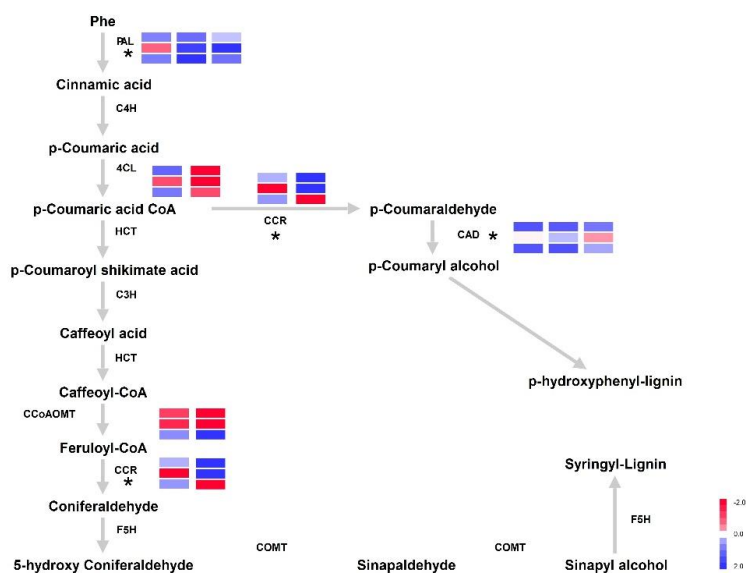 Phe
PAL
*
Cinnamic acid
C4H
p-Coumaric acid
4CL
p-Coumaric acid CoA
CCR
*
p-Coumaraldehyde
HCT
CAD *
p-Coumaroyl shikimate acid
p-Coumaryl alcohol
C3H
Caffeoyl acid
HCT
p-hydroxyphenyl-lignin
Caffeoyl-CoA
CCoAOMT
Feruloyl-CoA
CCR
*
Syringyl-Lignin
Coniferaldehyde
-2.0
0.0
2.0
F5H
F5H
COMT
COMT
5-hydroxy Coniferaldehyde
Sinapaldehyde
Sinapyl alcohol